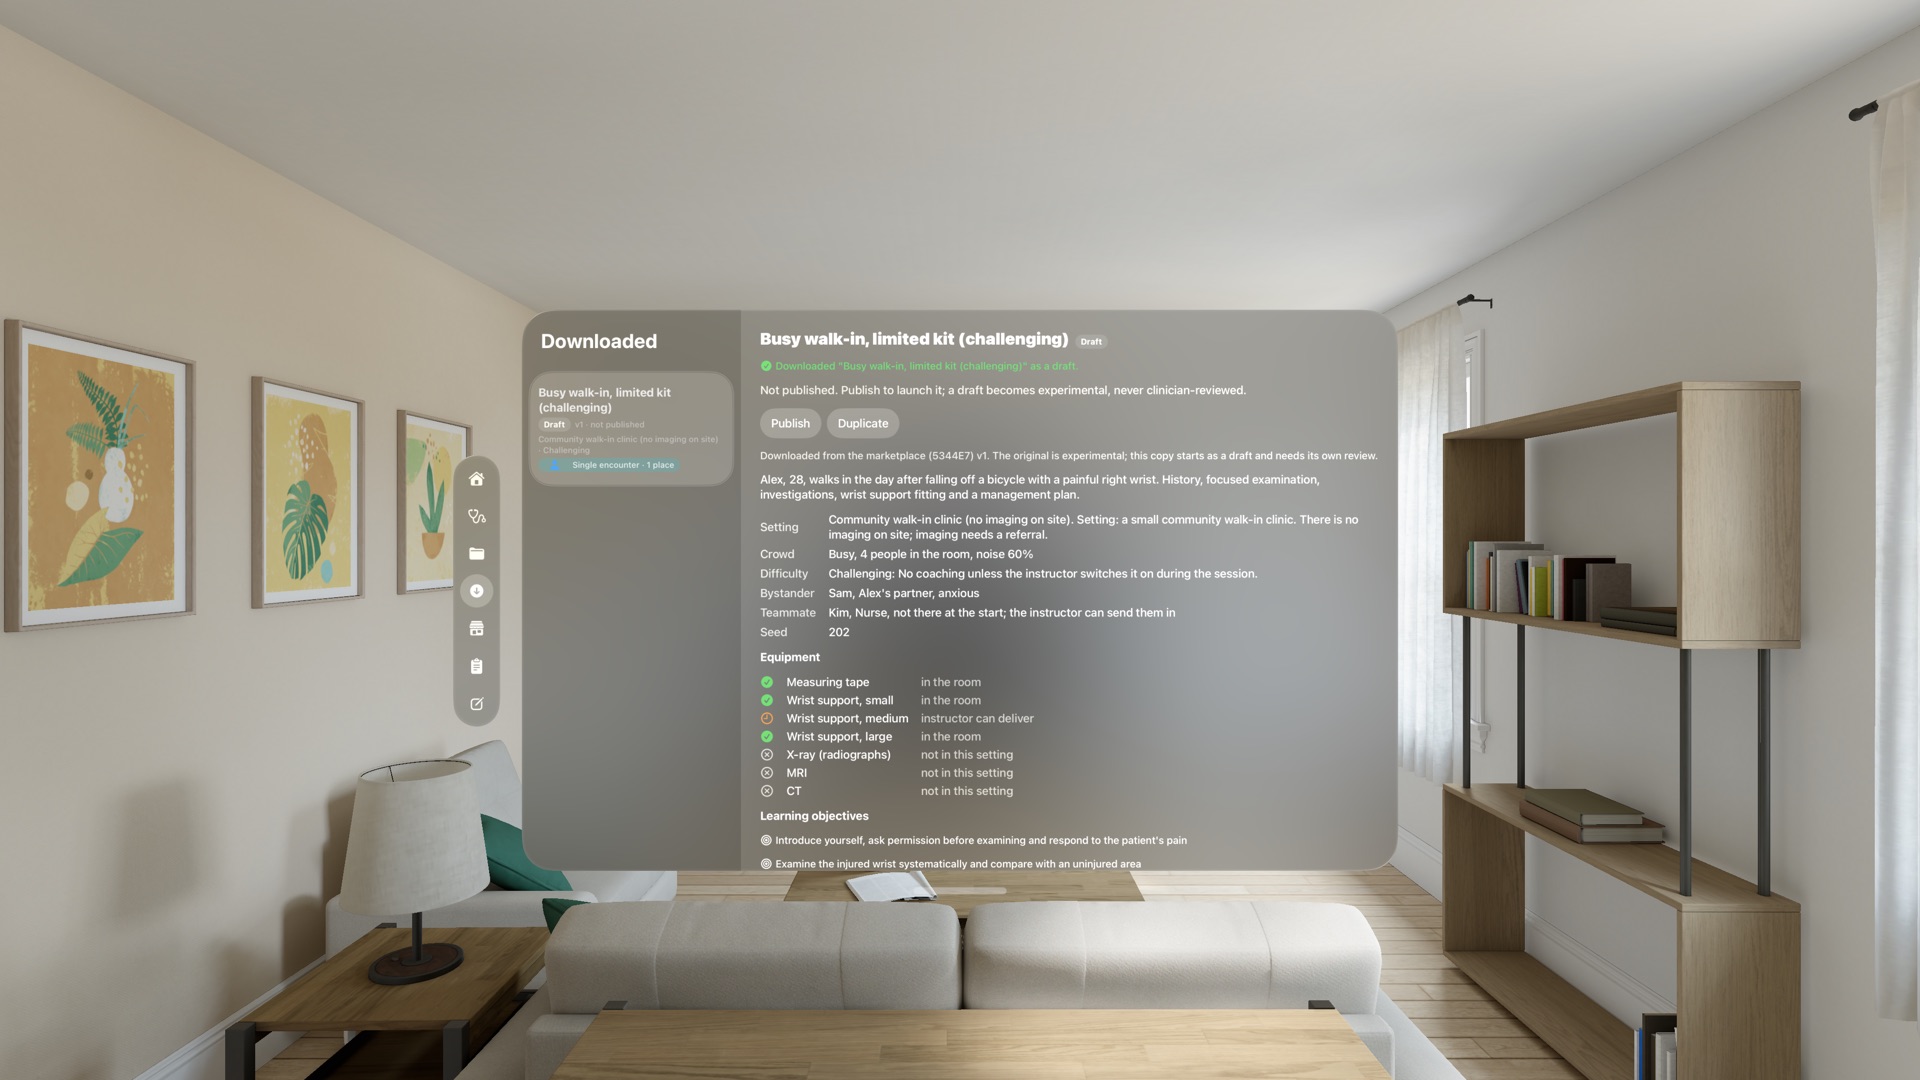 Downloaded
Busy walk-in, limited kit
(challenging)
Draft v1 · not published
Community walk-in clinic (no imaging on site)
· Challenging
Single encounter · 1 place
Busy walk-in, limited kit (challenging) Draft
Downloaded "Busy walk-in, limited kit (challenging)" as a draft.
Not published. Publish to launch it; a draft becomes experimental, never clinician-reviewed.
Publish Duplicate
Downloaded from the marketplace (5344E7) v1. The original is experimental; this copy starts as a draft and needs its own review.
Alex, 28, walks in the day after falling off a bicycle with a painful right wrist. History, focused examination,
investigations, wrist support fitting and a management plan.
Setting Community walk-in clinic (no imaging on site). Setting: a small community walk-in clinic. There is no
imaging on site; imaging needs a referral.
Crowd Busy, 4 people in the room, noise 60%
Difficulty Challenging: No coaching unless the instructor switches it on during the session.
Bystander Sam, Alex's partner, anxious
Teammate Kim, Nurse, not there at the start; the instructor can send them in
Seed 202
Equipment
Measuring tape in the room
Wrist support, small in the room
Wrist support, medium instructor can deliver
Wrist support, large in the room
X-ray (radiographs) not in this setting
MRI not in this setting
CT not in this setting
Learning objectives
Introduce yourself, ask permission before examining and respond to the patient's pain
Examine the injured wrist systematically and compare with an uninjured area